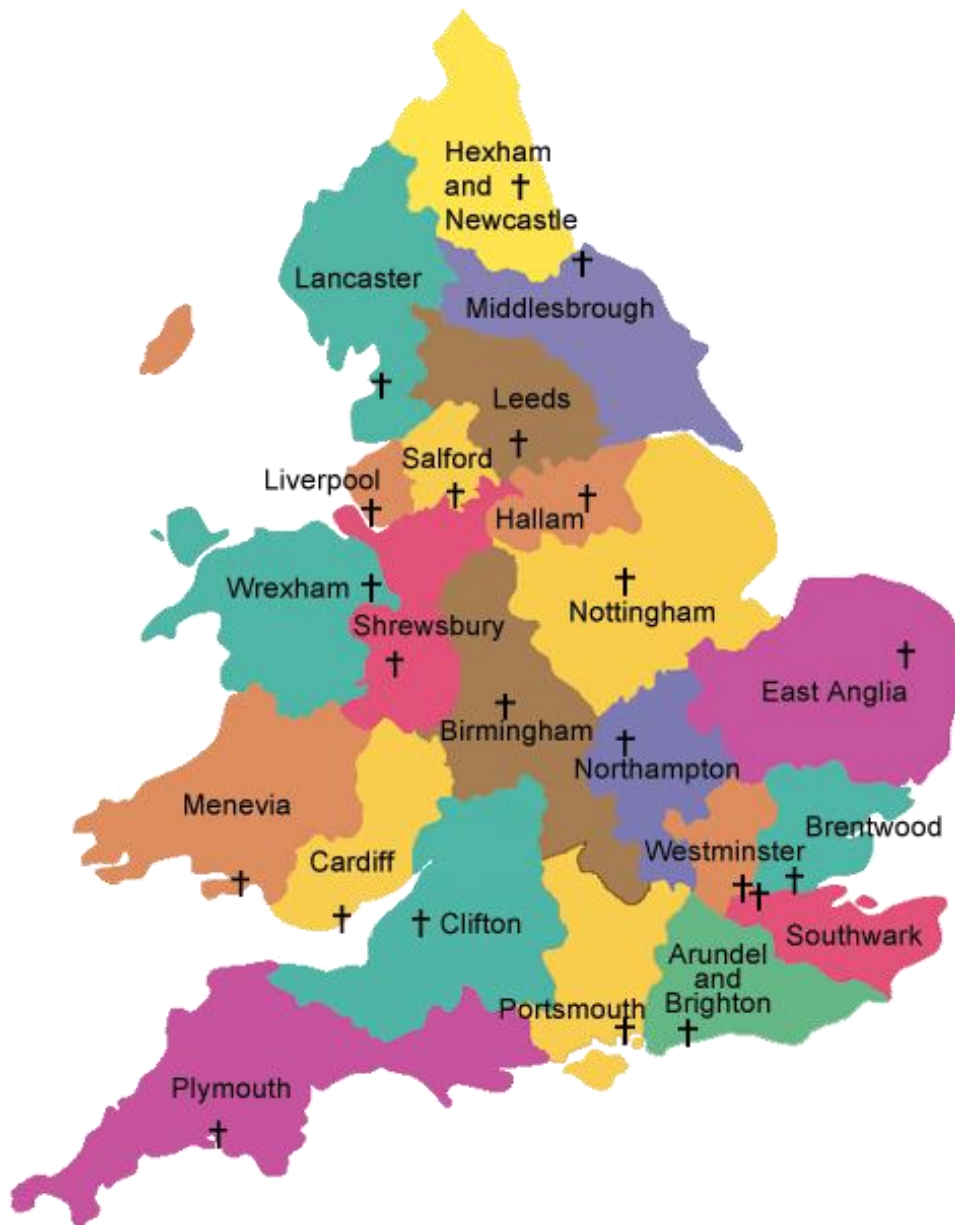 Hexham
and
Newcastle
Lancaster
Middlesbrough
Leeds
Salford
Liverpool
Hallam
Wrexham
Nottingham
Shrewsbury
East Anglia
Birmingham
Northampton
Menevia
Brentwood
Westminster
Cardiff
Clifton
Southwark
Arundel
and
Brighton
Portsmouth
Plymouth